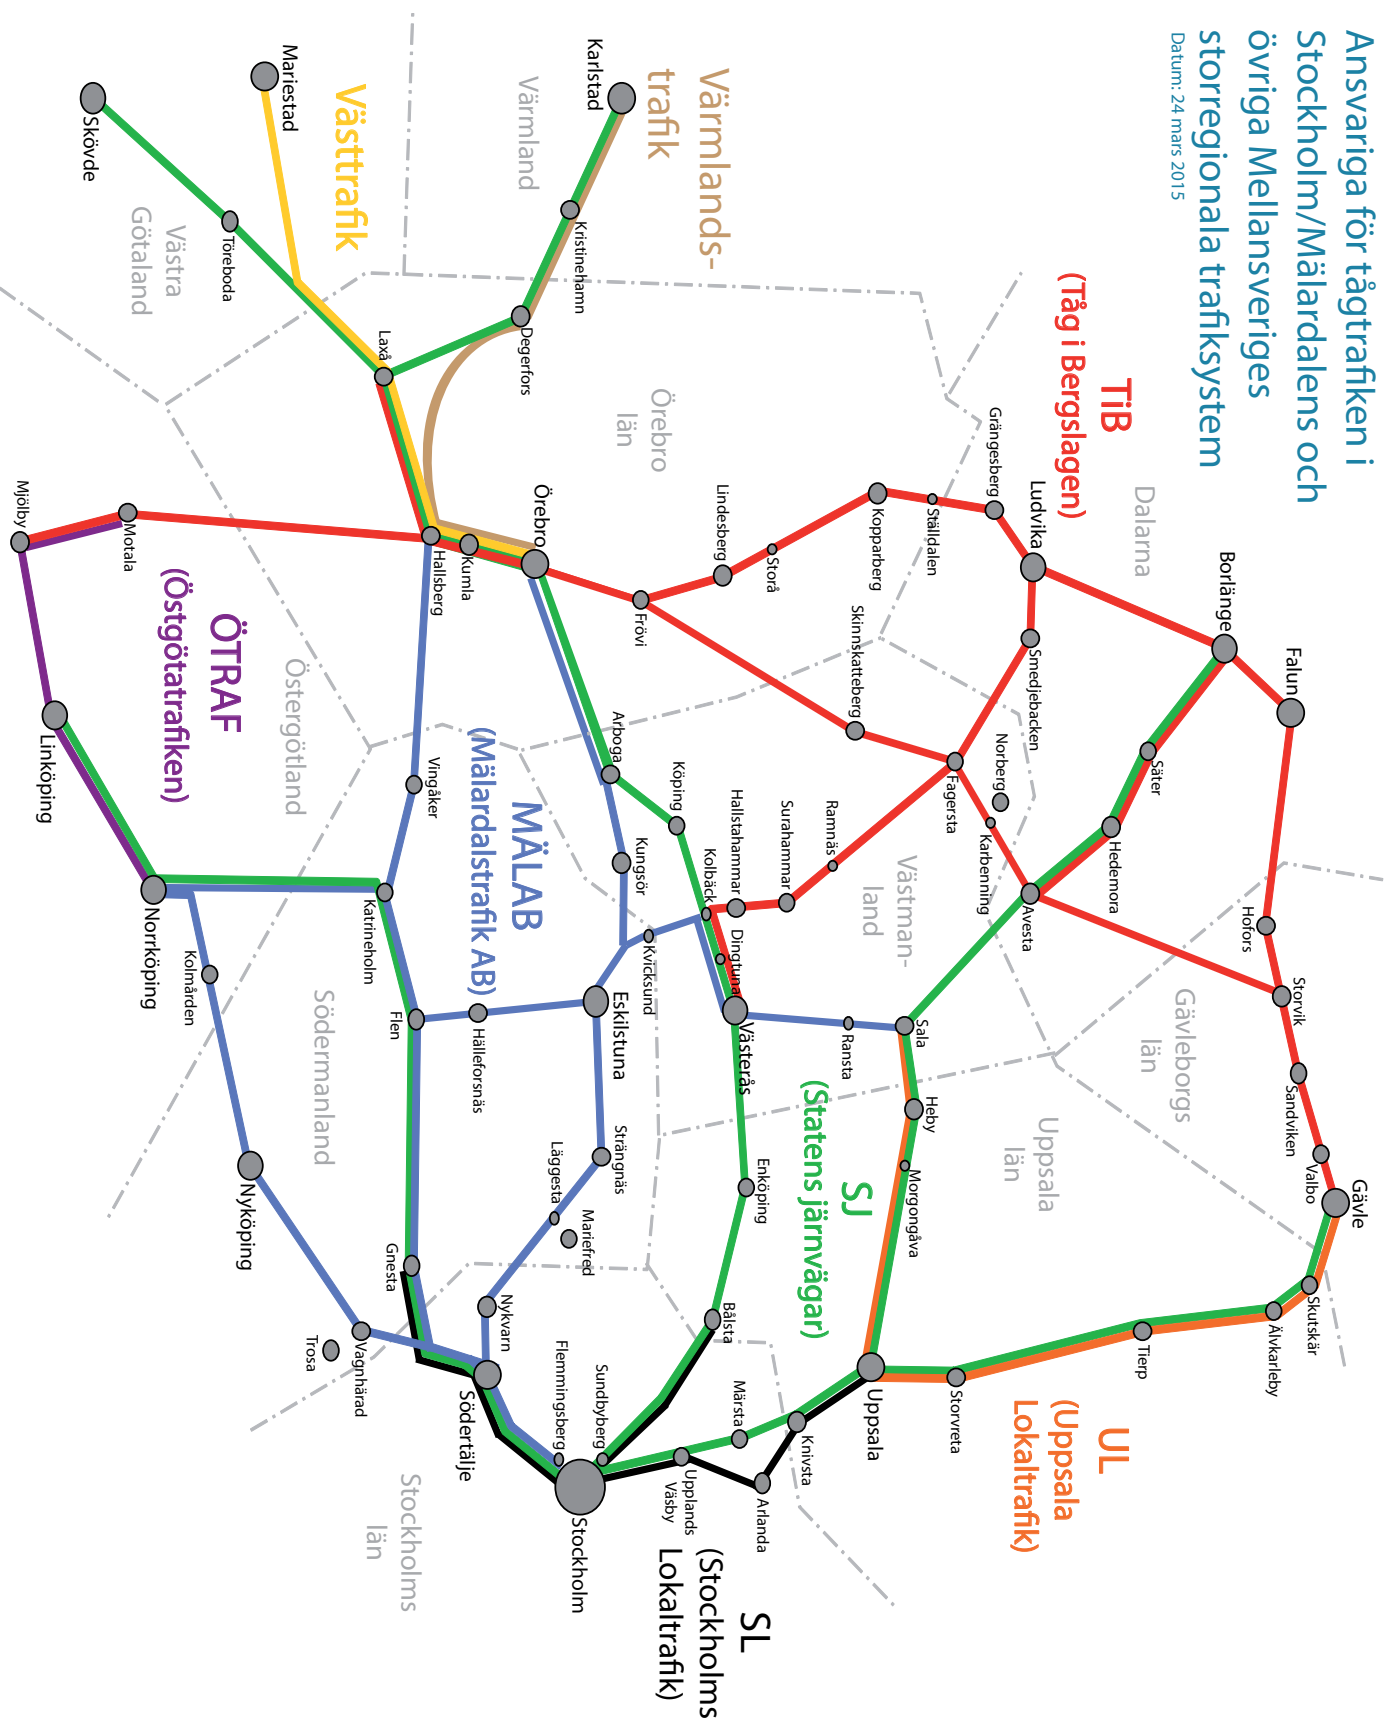 Ansvariga för tågtrafiken i
Stockholm/Mälardalens och
övriga Mellansveriges
storregionala trafiksystem
Datum: 24 mars 2015
TiB
(Tåg i Bergslagen)
Dalarna
Borlänge
Falun
Ludvika
Grängesberg
Ställdalen
Kopparberg
Storå
Lindesberg
Frövi
Skinnskatteberg
Smedjebacken
Norberg
Karbenning
Fagersta
Säter
Hedemora
Avesta
Hofors
Storvik
Sandviken
Valbo
Gävle
Gävleborgs
län
Skutskär
Älvkarleby
Tierp
Storvreta
Uppsala
UL
(Uppsala
Lokaltrafik)
Uppsala
län
Sala
Heby
Morgongåva
Ransta
SJ
(Statens järnvägar)
Västman-
land
Ramnäs
Surahammar
Hallstahammar
Kolbäck
Dingtuna
Västerås
Köping
Arboga
Kungsör
Kvicksund
Enköping
Bålsta
Sundbyberg
Flemmingsberg
Stockholm
Märsta
Knivsta
Arlanda
Upplands
Väsby
SL
(Stockholms
Lokaltrafik)
Stockholms
län
Värmlands-
trafik
Karlstad
Värmland
Kristinehamn
Degerfors
Örebro
län
Örebro
Kumla
Hallsberg
Laxå
Västtrafik
Mariestad
Skövde
Töreboda
Västra
Götaland
Mjölby
Motala
ÖTRAF
(Östgötatrafiken)
Östergötland
Linköping
Norrköping
Kolmården
Nyköping
Vagnhärad
Trosa
Södermanland
Vingåker
Katrineholm
Flen
Hälleforsnäs
Eskilstuna
MÄLAB
(Mälardalstrafik AB)
Strängnäs
Läggesta
Mariefred
Nykvarn
Gnesta
Södertälje